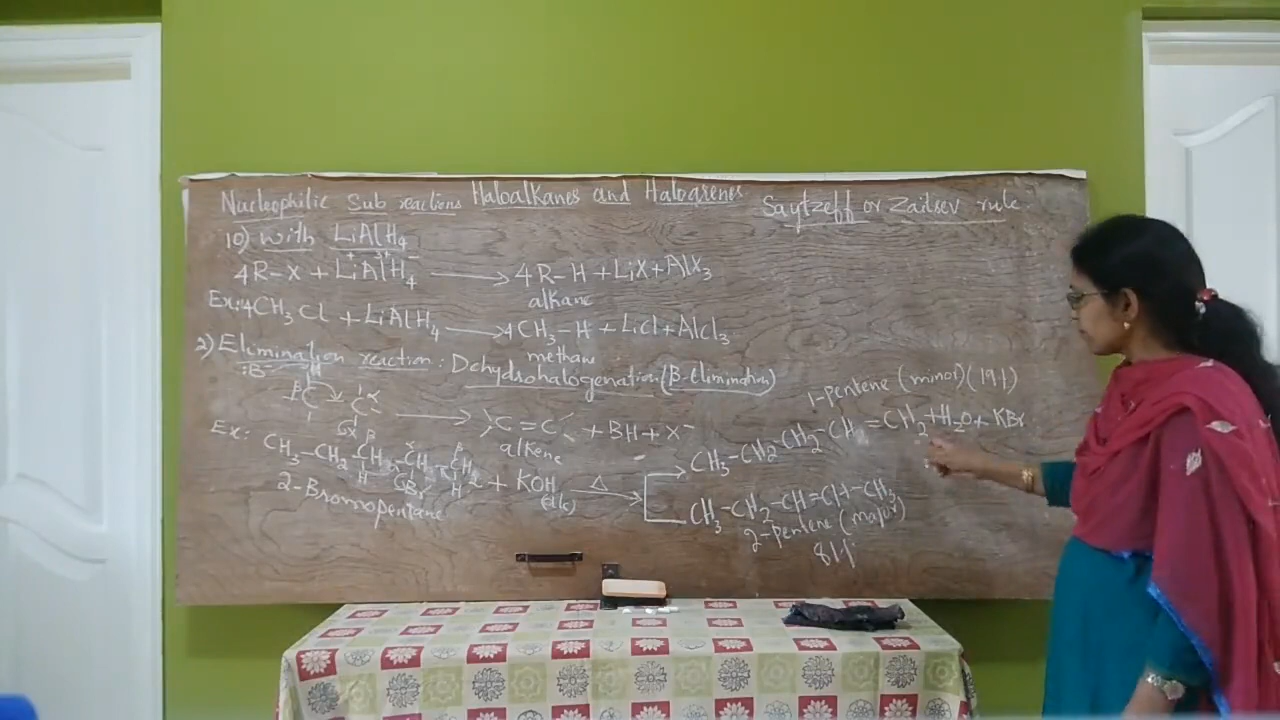 Nucleophilic Sub reactions Haloalkanes and Haloarenes
Saytzeff or Zaitsev rule
10) with LiAlH4
4R-X + LiAlH4 → 4R-H + LiX + AlX3
alkane
Ex: 4CH3Cl + LiAlH4 → 4CH3-H + LiCl + AlCl3
methane
2) Elimination reaction: Dehydrohalogenation (β-elimination)
:B⁻ H
β C C α → C = C + BH + X⁻
X alkene
1-pentene (minor) (19%)
Ex: CH3-CH2-CH-CH-CH2 + KOH (alc) Δ → CH3-CH2-CH2-CH=CH2 + H2O + KBr
β α β
H Br H
2-Bromopentane
CH3-CH2-CH=CH-CH3
2-pentene (major)
81%